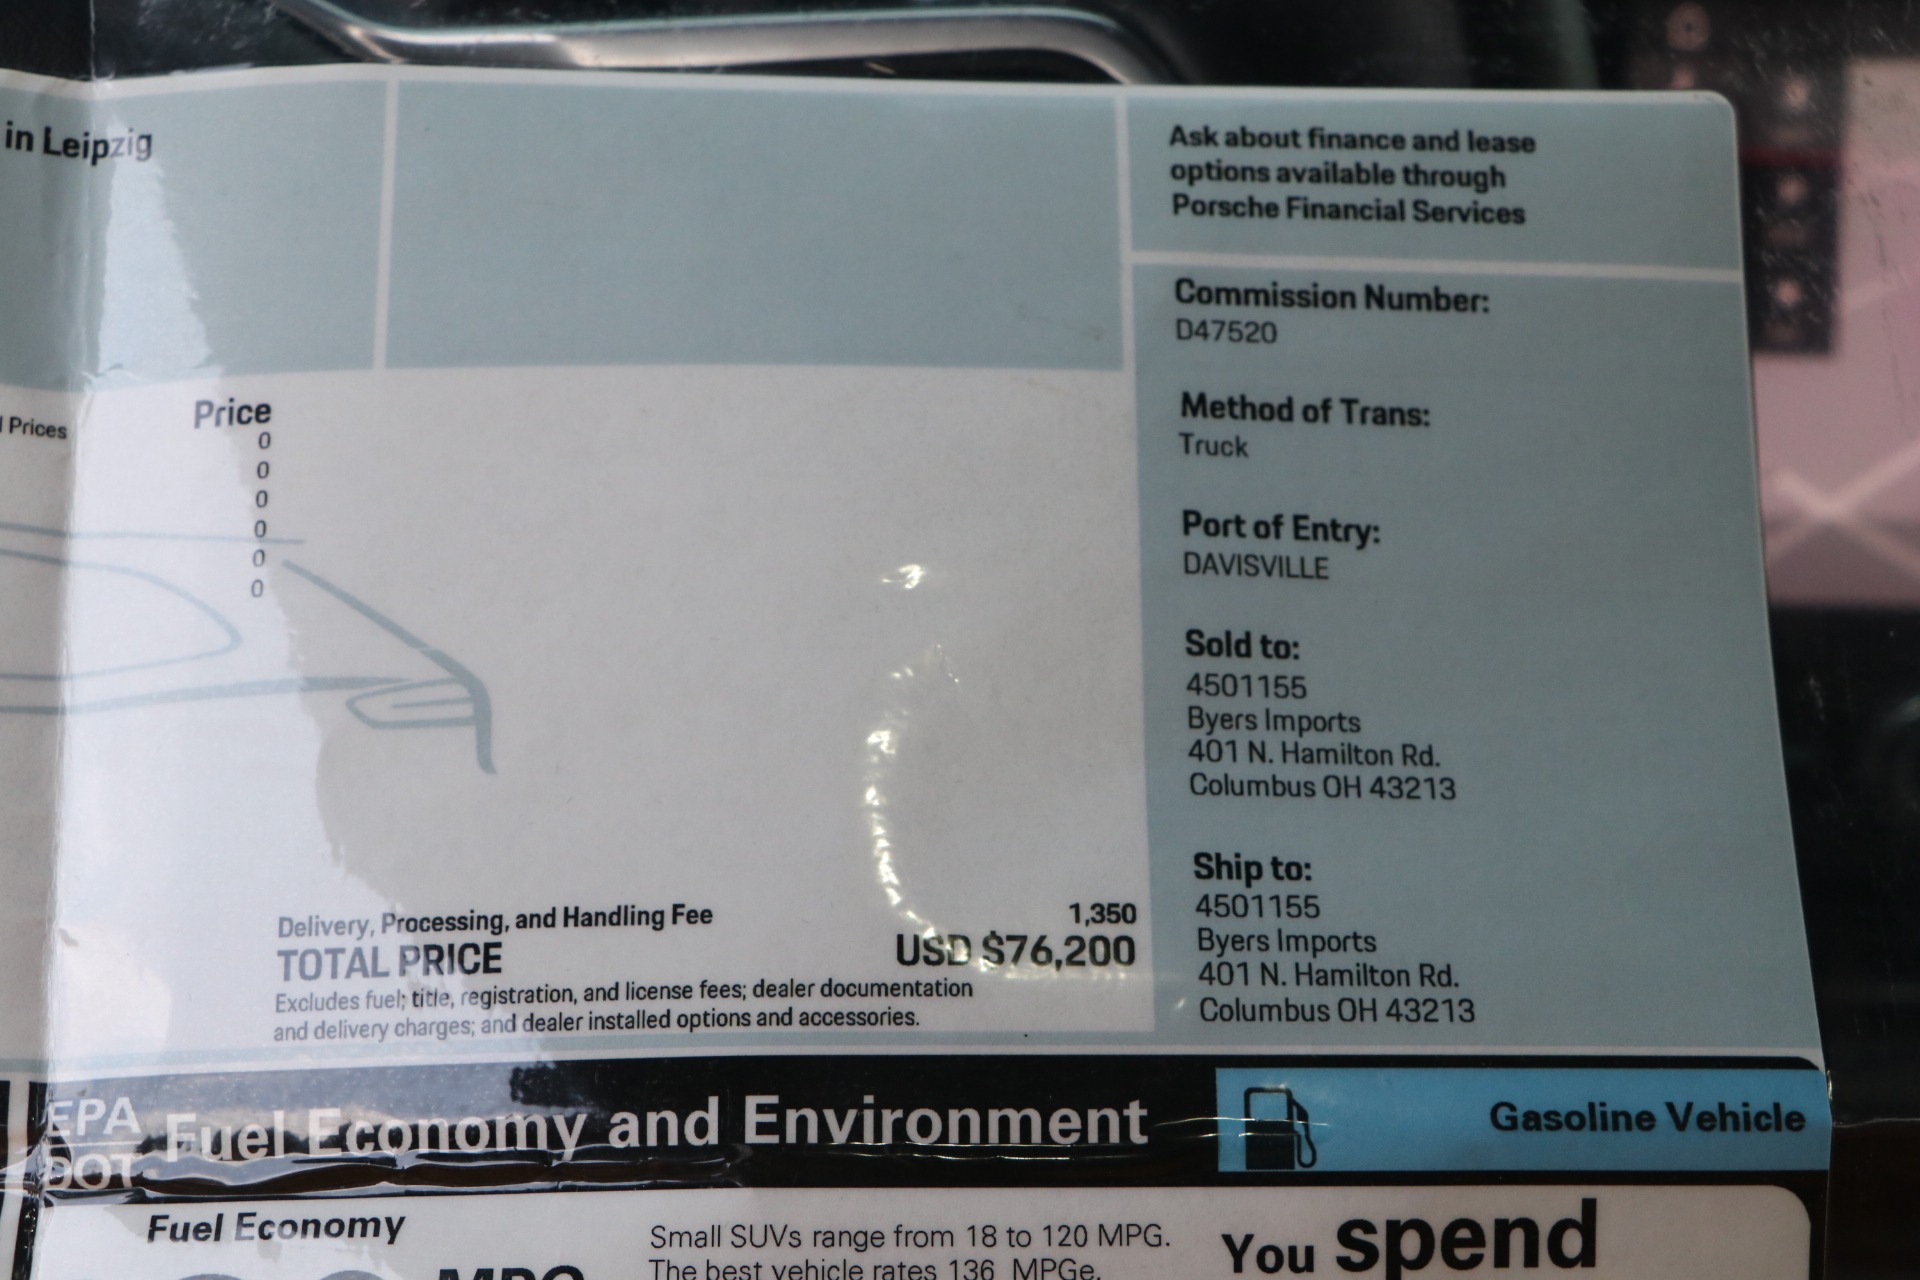 in Leipzig
Prices
Price
0
0
0
0
0
0
Delivery, Processing, and Handling Fee 1,350
TOTAL PRICE USD $76,200
Excludes fuel; title, registration, and license fees; dealer documentation
and delivery charges; and dealer installed options and accessories.
Ask about finance and lease
options available through
Porsche Financial Services
Commission Number:
D47520
Method of Trans:
Truck
Port of Entry:
DAVISVILLE
Sold to:
4501155
Byers Imports
401 N. Hamilton Rd.
Columbus OH 43213
Ship to:
4501155
Byers Imports
401 N. Hamilton Rd.
Columbus OH 43213
EPA
DOT
Fuel Economy and Environment
Gasoline Vehicle
Fuel Economy
MPG
Small SUVs range from 18 to 120 MPG.
The best vehicle rates 136 MPGe.
You spend